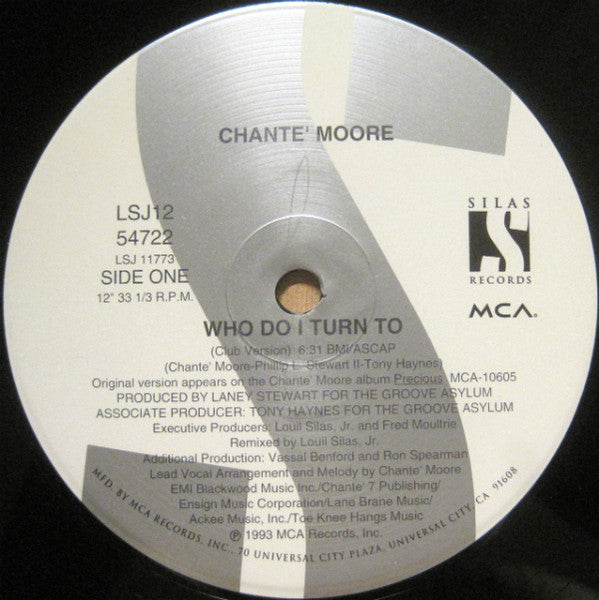 CHANTE' MOORE
LSJ12
54722
LSJ 11773
SIDE ONE
12" 33 1/3 R.P.M.
SILAS
S
RECORDS
MCA®
WHO DO I TURN TO
(Club Version) 6:31 BMI/ASCAP
(Chante' Moore-Phillip L. Stewart II-Tony Haynes)
Original version appears on the Chante' Moore album Precious MCA-10605
PRODUCED BY LANEY STEWART FOR THE GROOVE ASYLUM
ASSOCIATE PRODUCER: TONY HAYNES FOR THE GROOVE ASYLUM
Executive Producers: Louil Silas, Jr. and Fred Moultrie
Remixed by Louil Silas, Jr.
Additional Production: Vassal Benford and Ron Spearman
Lead Vocal Arrangement and Melody by Chante' Moore
EMI Blackwood Music Inc./Chante' 7 Publishing/
Ensign Music Corporation/Lane Brane Music/
Ackee Music, Inc./Toe Knee Hangs Music
℗ 1993 MCA Records, Inc.
MFD. BY MCA RECORDS, INC., 70 UNIVERSAL CITY PLAZA, UNIVERSAL CITY, CA 91608